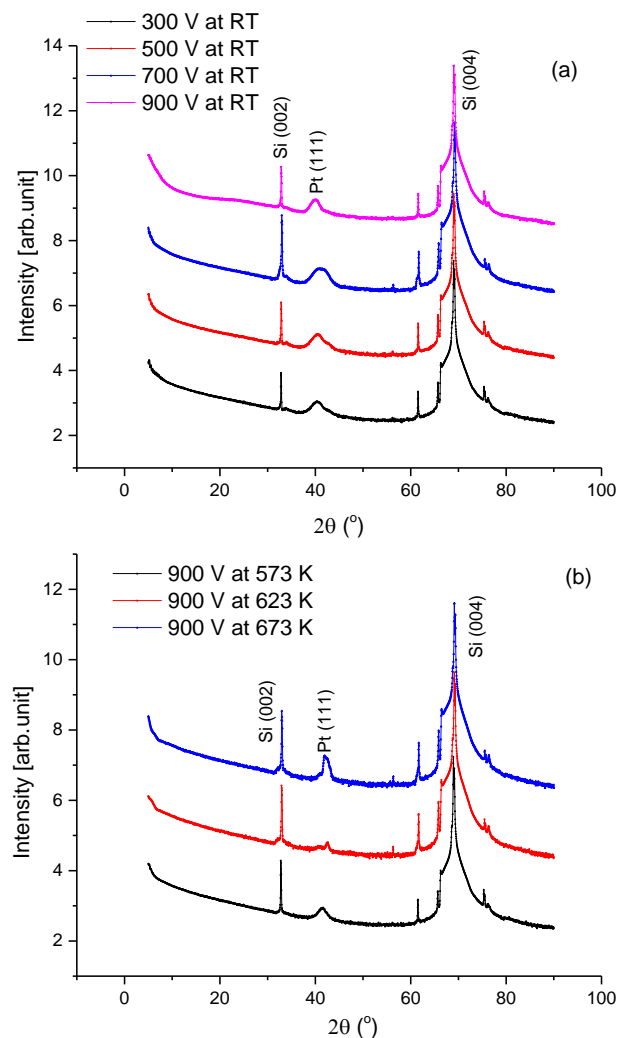 300 V at RT
500 V at RT
700 V at RT
900 V at RT
(a)
Si (002)
Pt (111)
Si (004)
14
12
10
8
6
4
2
Intensity [arb.unit]
0
20
40
60
80
100
2θ (°)
900 V at 573 K
900 V at 623 K
900 V at 673 K
(b)
Si (002)
Pt (111)
Si (004)
12
10
8
6
4
2
Intensity [arb.unit]
0
20
40
60
80
100
2θ (°)